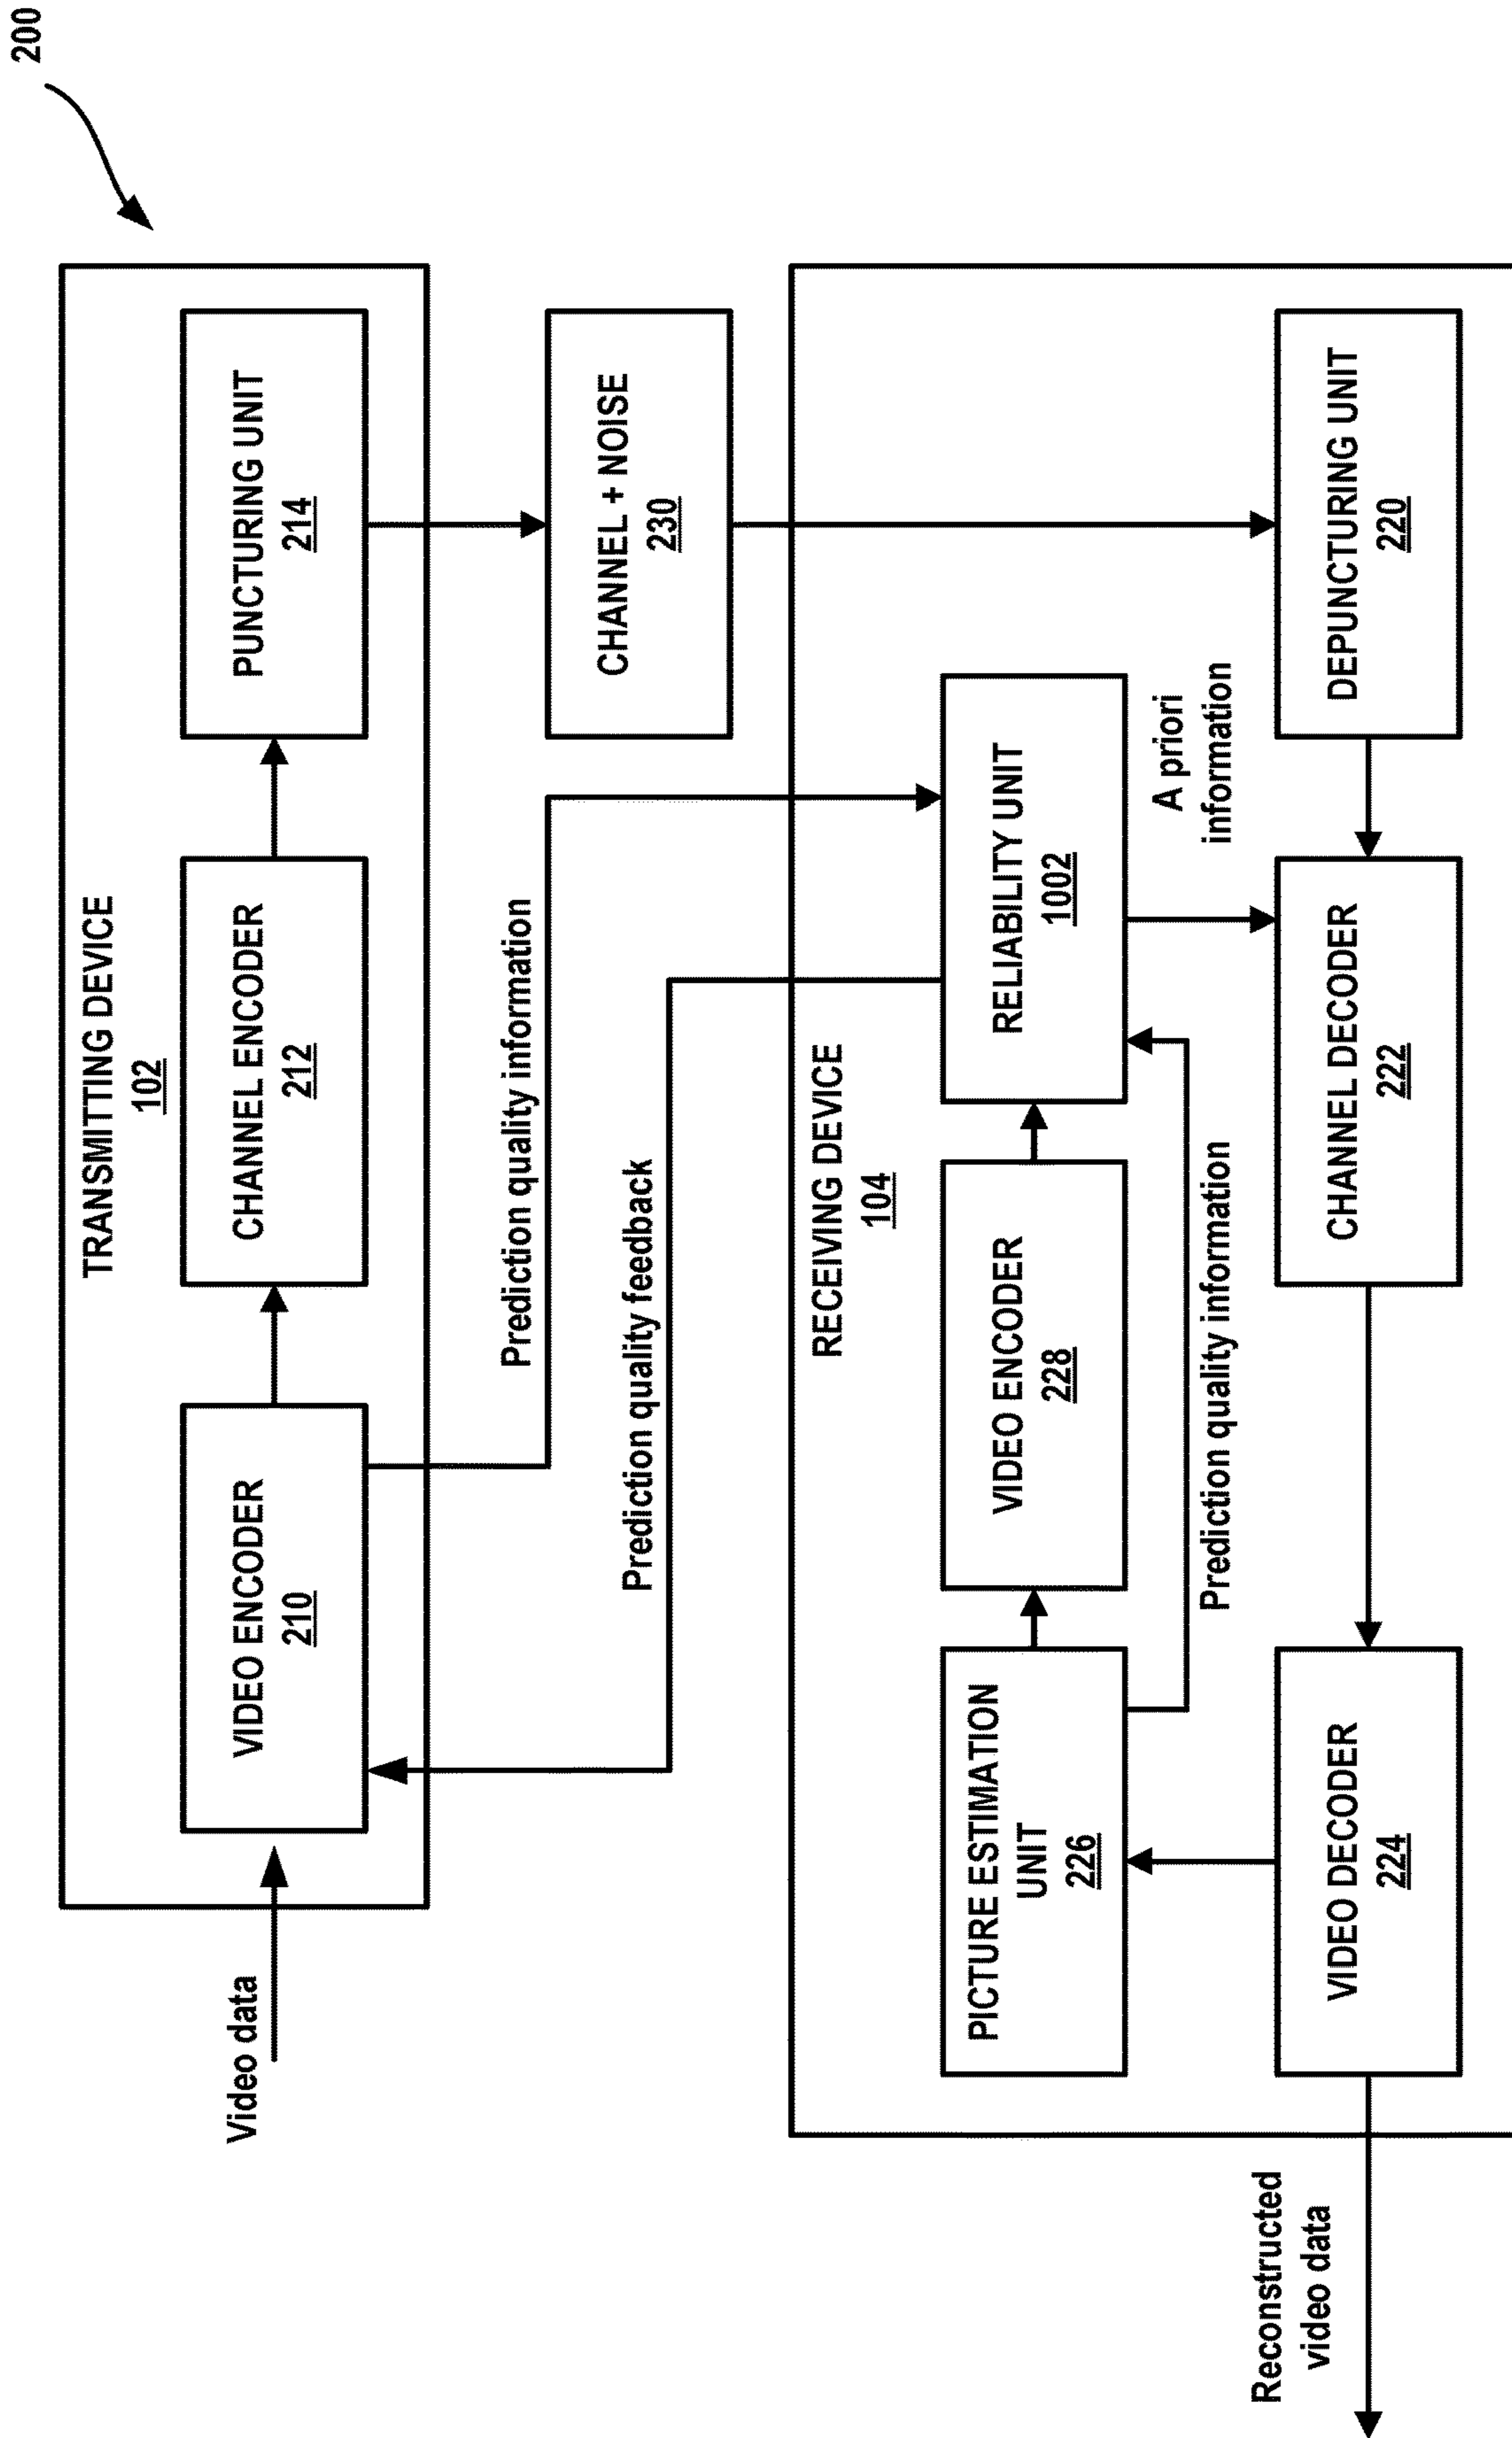 200
TRANSMITTING DEVICE
102
Video data
VIDEO ENCODER
210
CHANNEL ENCODER
212
PUNCTURING UNIT
214
Prediction quality information
CHANNEL + NOISE
230
Prediction quality feedback
RECEIVING DEVICE
104
PICTURE ESTIMATION
UNIT
226
VIDEO ENCODER
228
RELIABILITY UNIT
1002
A priori
information
Prediction quality information
Reconstructed
video data
VIDEO DECODER
224
CHANNEL DECODER
222
DEPUNCTURING UNIT
220